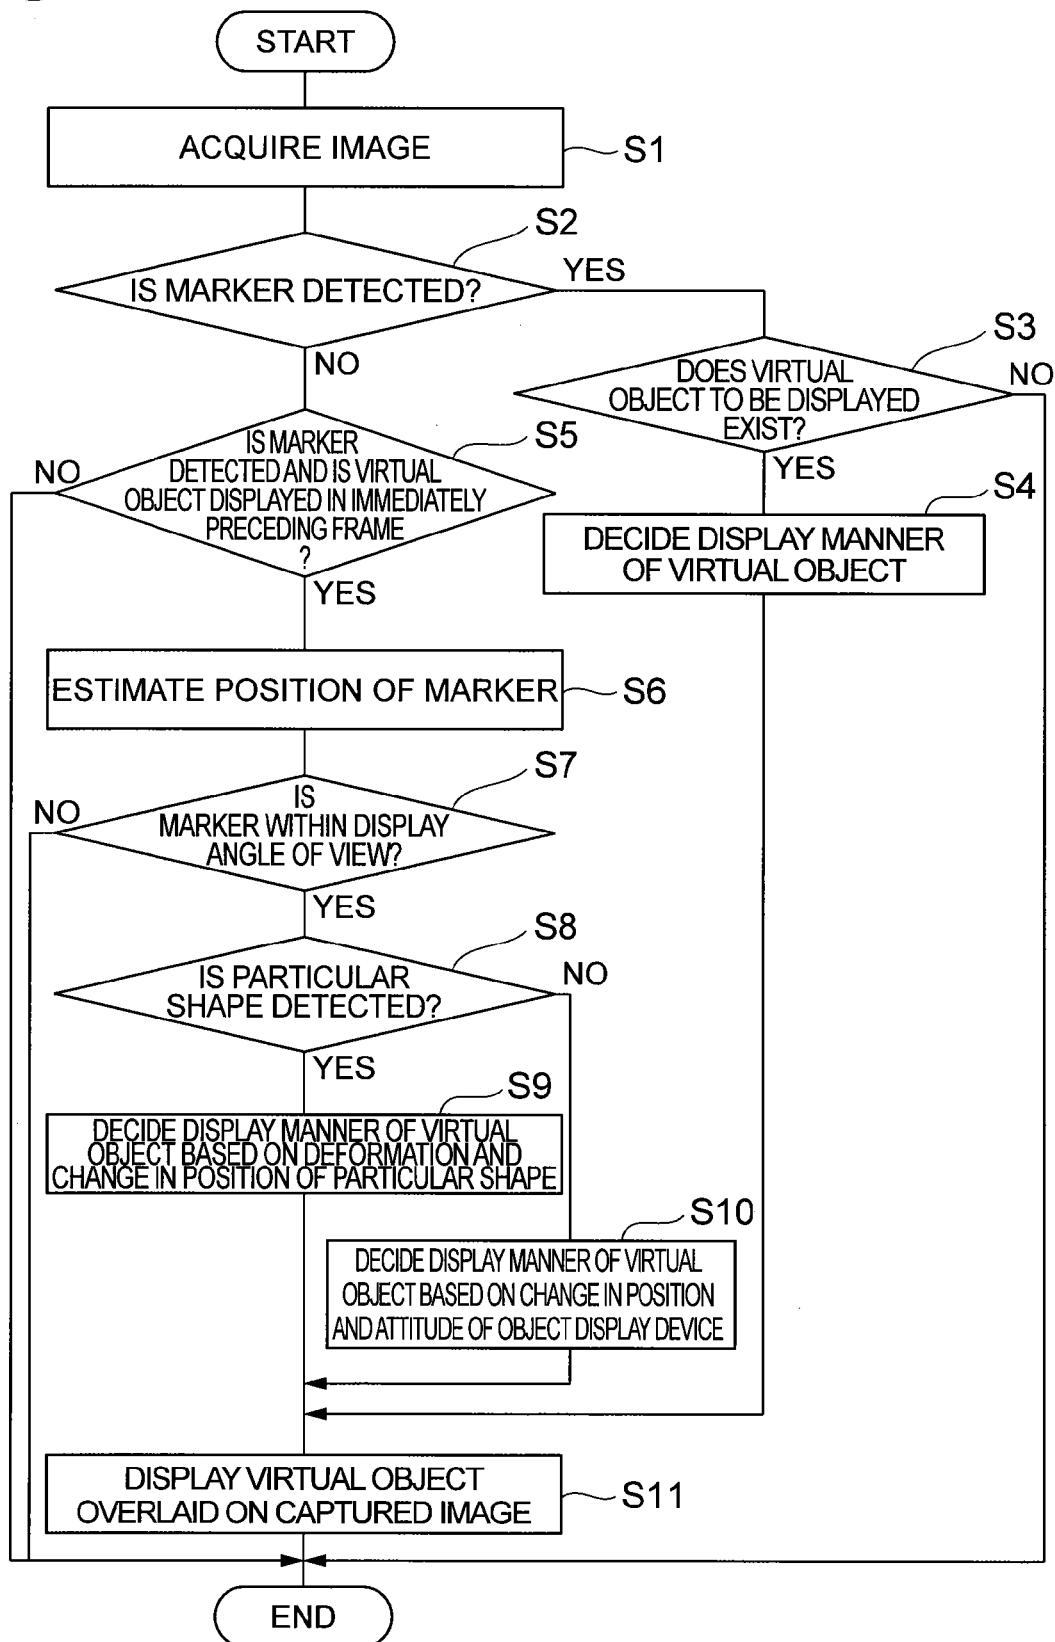 START
ACQUIRE IMAGE
S1
S2
IS MARKER DETECTED?
YES
NO
S3
DOES VIRTUAL
OBJECT TO BE DISPLAYED
EXIST?
NO
YES
S5
IS MARKER
DETECTED AND IS VIRTUAL
OBJECT DISPLAYED IN IMMEDIATELY
PRECEDING FRAME
?
NO
YES
S4
DECIDE DISPLAY MANNER
OF VIRTUAL OBJECT
ESTIMATE POSITION OF MARKER
S6
S7
IS
MARKER WITHIN DISPLAY
ANGLE OF VIEW?
NO
YES
S8
IS PARTICULAR
SHAPE DETECTED?
NO
YES
S9
DECIDE DISPLAY MANNER OF VIRTUAL
OBJECT BASED ON DEFORMATION AND
CHANGE IN POSITION OF PARTICULAR SHAPE
S10
DECIDE DISPLAY MANNER OF VIRTUAL
OBJECT BASED ON CHANGE IN POSITION
AND ATTITUDE OF OBJECT DISPLAY DEVICE
DISPLAY VIRTUAL OBJECT
OVERLAID ON CAPTURED IMAGE
S11
END